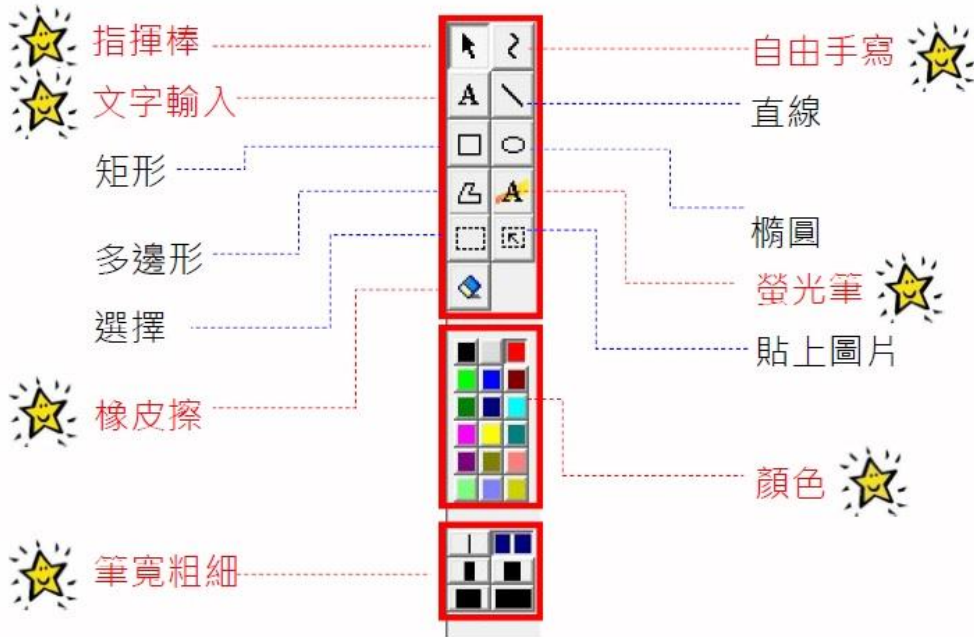 指揮棒
文字輸入
矩形
多邊形
選擇
橡皮擦
筆寬粗細
A
A
自由手寫
直線
橢圓
螢光筆
貼上圖片
顏色